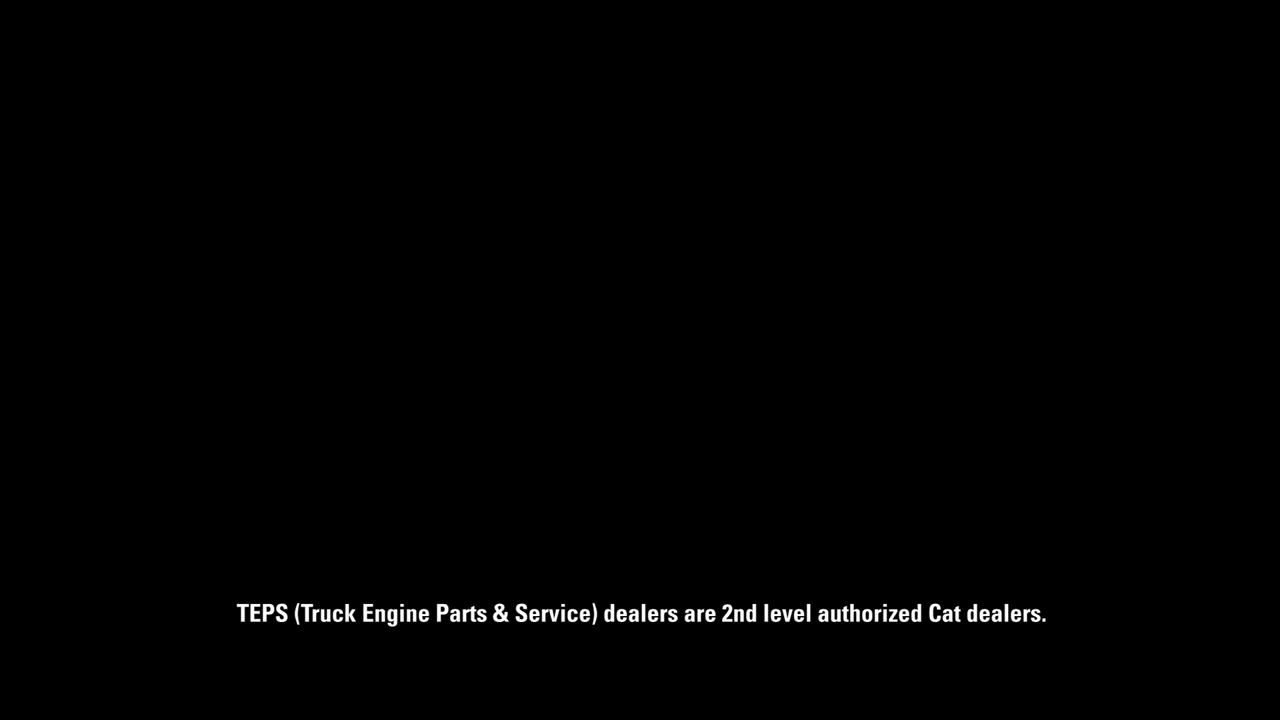 TEPS (Truck Engine Parts & Service) dealers are 2nd level authorized Cat dealers.